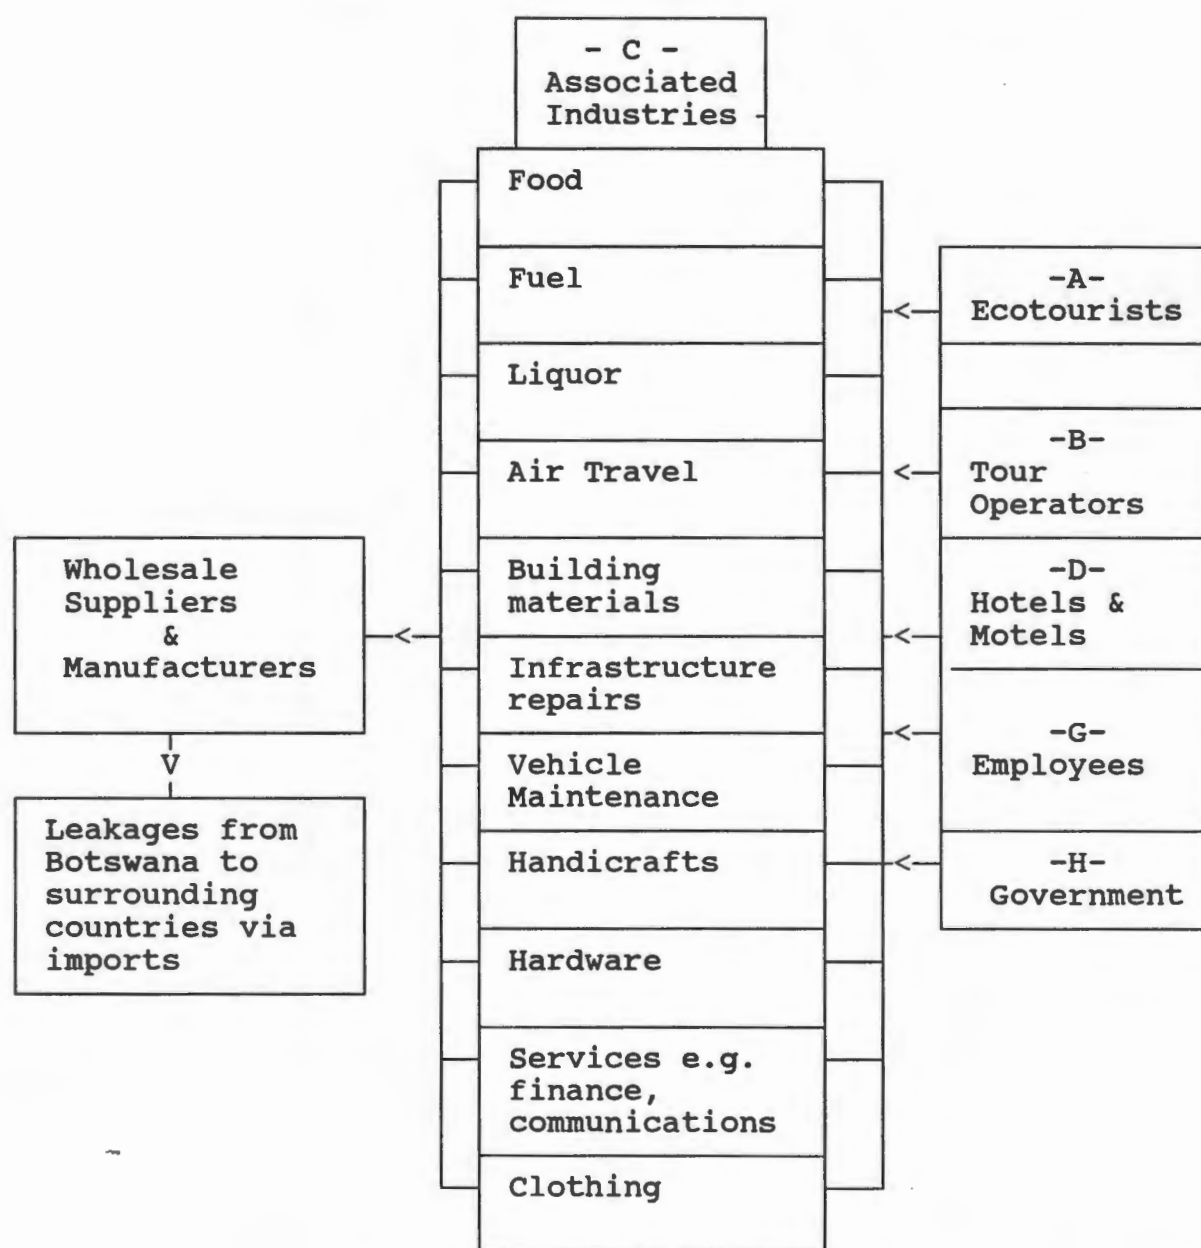 - C -
Associated
Industries
Food
Fuel
Liquor
Air Travel
Building
materials
Infrastructure
repairs
Vehicle
Maintenance
Handicrafts
Hardware
Services e.g.
finance,
communications
Clothing
-A-
Ecotourists
-B-
Tour
Operators
-D-
Hotels &
Motels
-G-
Employees
-H-
Government
Wholesale
Suppliers
&
Manufacturers
V
Leakages from
Botswana to
surrounding
countries via
imports